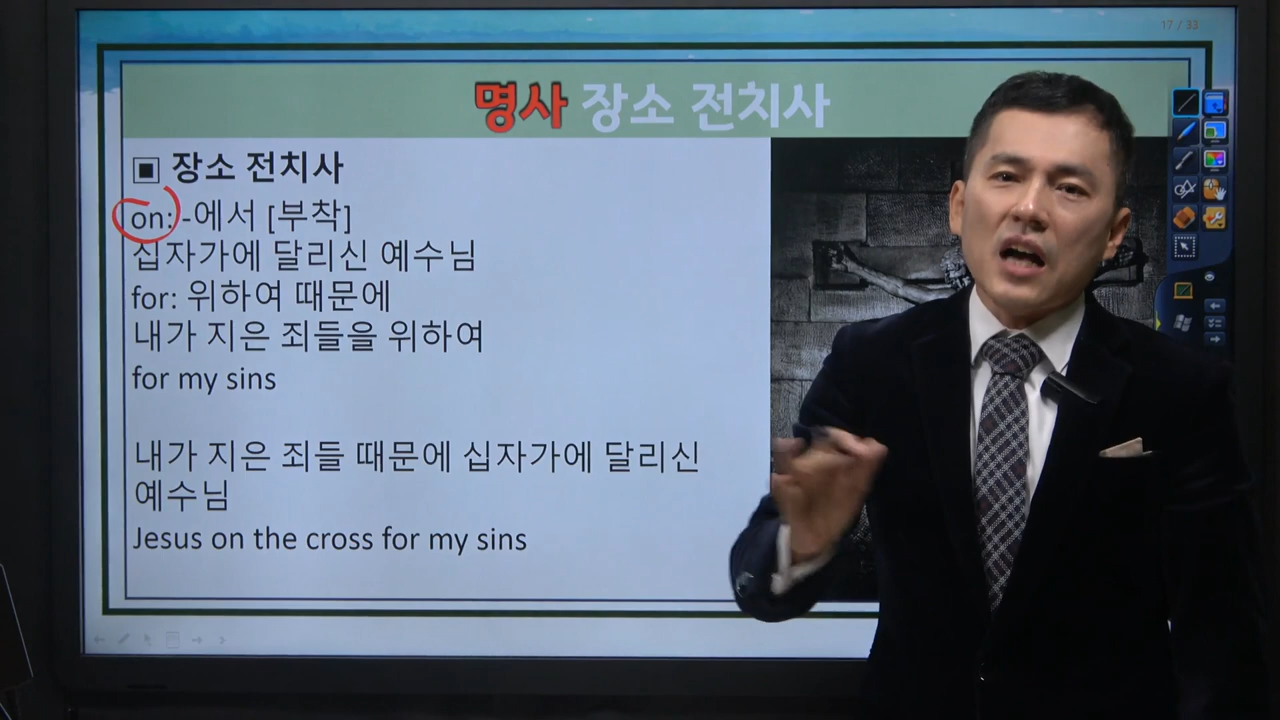 17 / 33
명사 장소 전치사
▣ 장소 전치사
on: -에서 [부착]
십자가에 달리신 예수님
for: 위하여 때문에
내가 지은 죄들을 위하여
for my sins
내가 지은 죄들 때문에 십자가에 달리신
예수님
Jesus on the cross for my sins